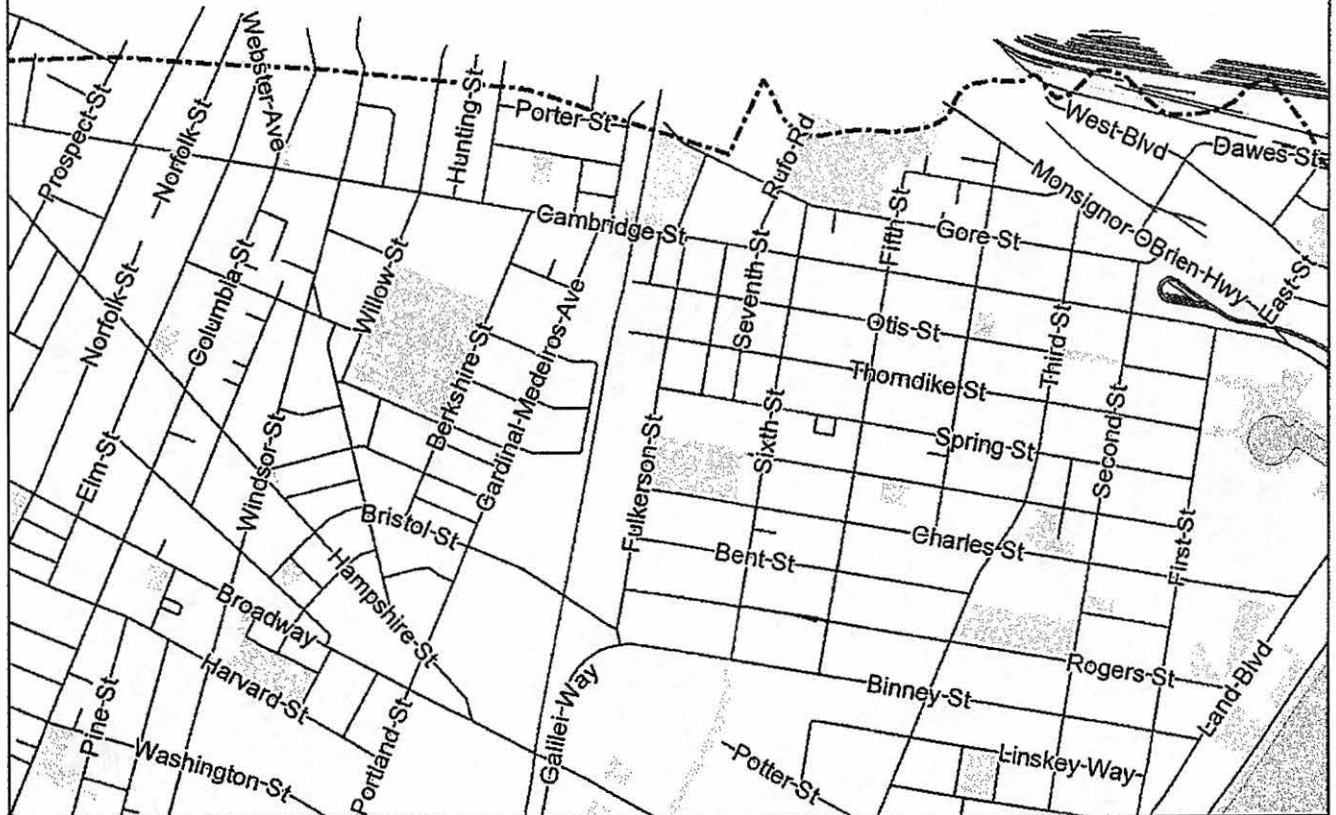 Webster-Ave
Hunting-St
Porter-St
Prospect-St
Norfolk-St
Rufo-Rd
West-Blvd
Dawes-St
Monsignor-OBrien-Hwy
East-St
Cambridge-St
Fifth-St
Gore-St
Columbia-St
Willow-St
Seventh-St
Norfolk-St
Otis-St
Third-St
Berkshire-St
Cardinal-Medeiros-Ave
Thorndike-St
Second-St
Elm-St
Windsor-St
Fulkerson-St
Sixth-St
Spring-St
Bristol-St
Hampshire-St
Bent-St
Charles-St
First-St
Broadway
Harvard-St
Rogers-St
Land-Blvd
Binney-St
Pine-St
Portland-St
Galilei-Way
Washington-St
Potter-St
Linskey-Way